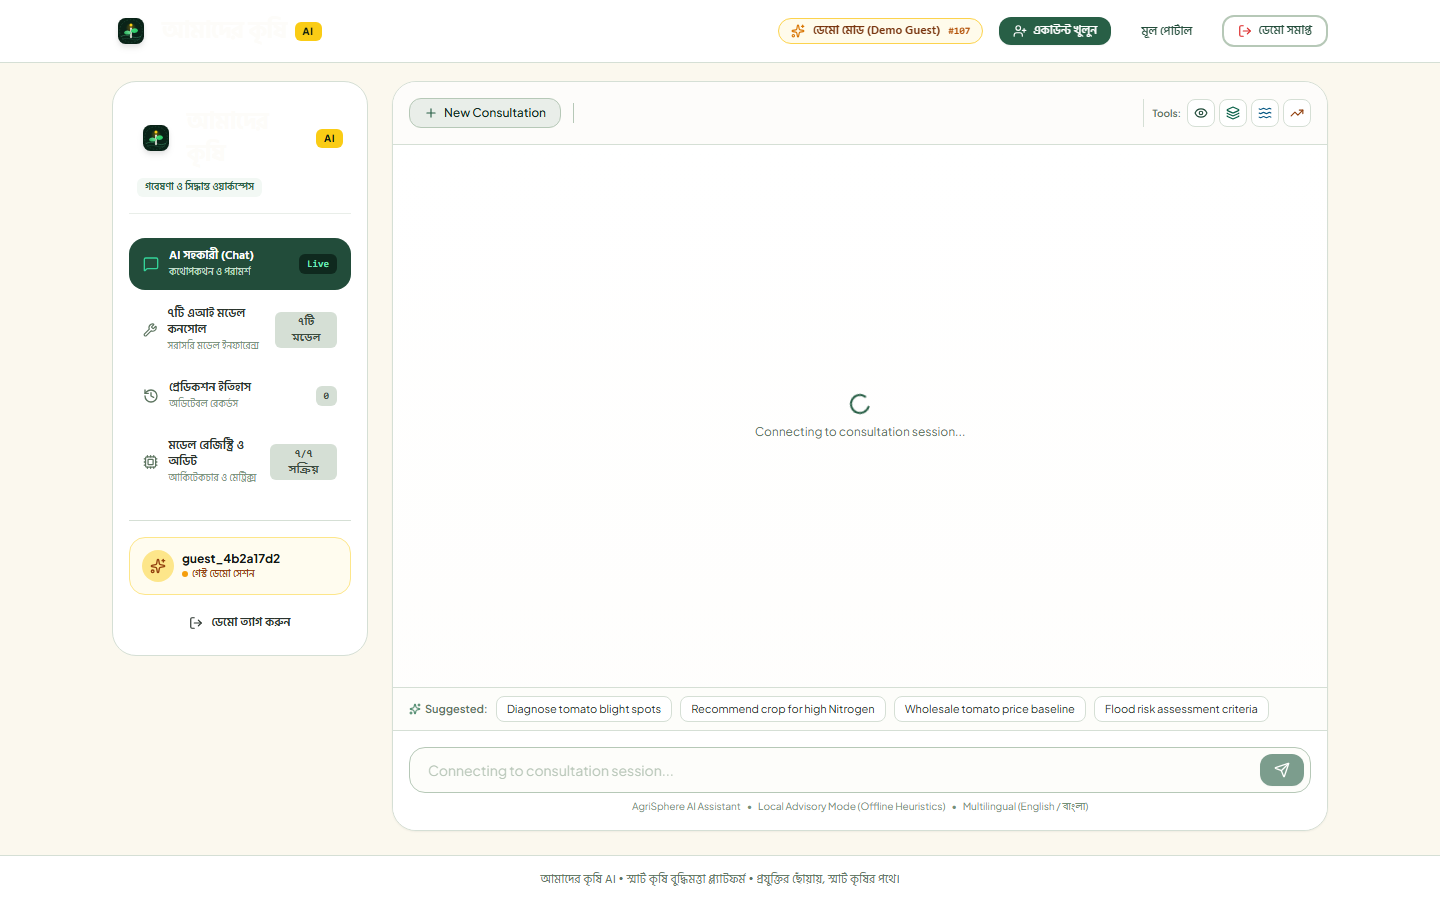 আমাদের কৃষি AI
ডেমো মোড (Demo Guest) #107
একাউন্ট খুলুন
মূল পোর্টাল
ডেমো সমাপ্ত
আমাদের
কৃষি
AI
গবেষণা ও সিদ্ধান্ত ওয়ার্কস্পেস
AI সহকারী (Chat)
কথোপকথন ও পরামর্শ
Live
৭টি এআই মডেল
কনসোল
সরাসরি মডেল ইনফারেন্স
৭টি
মডেল
প্রেডিকশন ইতিহাস
অডিটেবল রেকর্ডস
0
মডেল রেজিস্ট্রি ও
অডিট
আর্কিটেকচার ও মেট্রিক্স
৭/৭
সক্রিয়
guest_4b2a17d2
গেস্ট ডেমো সেশন
ডেমো ত্যাগ করুন
New Consultation
Tools:
Connecting to consultation session...
Suggested:
Diagnose tomato blight spots
Recommend crop for high Nitrogen
Wholesale tomato price baseline
Flood risk assessment criteria
Connecting to consultation session...
AgriSphere AI Assistant • Local Advisory Mode (Offline Heuristics) • Multilingual (English / বাংলা)
আমাদের কৃষি AI • স্মার্ট কৃষি বুদ্ধিমত্তা প্ল্যাটফর্ম • প্রযুক্তির ছোঁয়ায়, স্মার্ট কৃষির পথে।